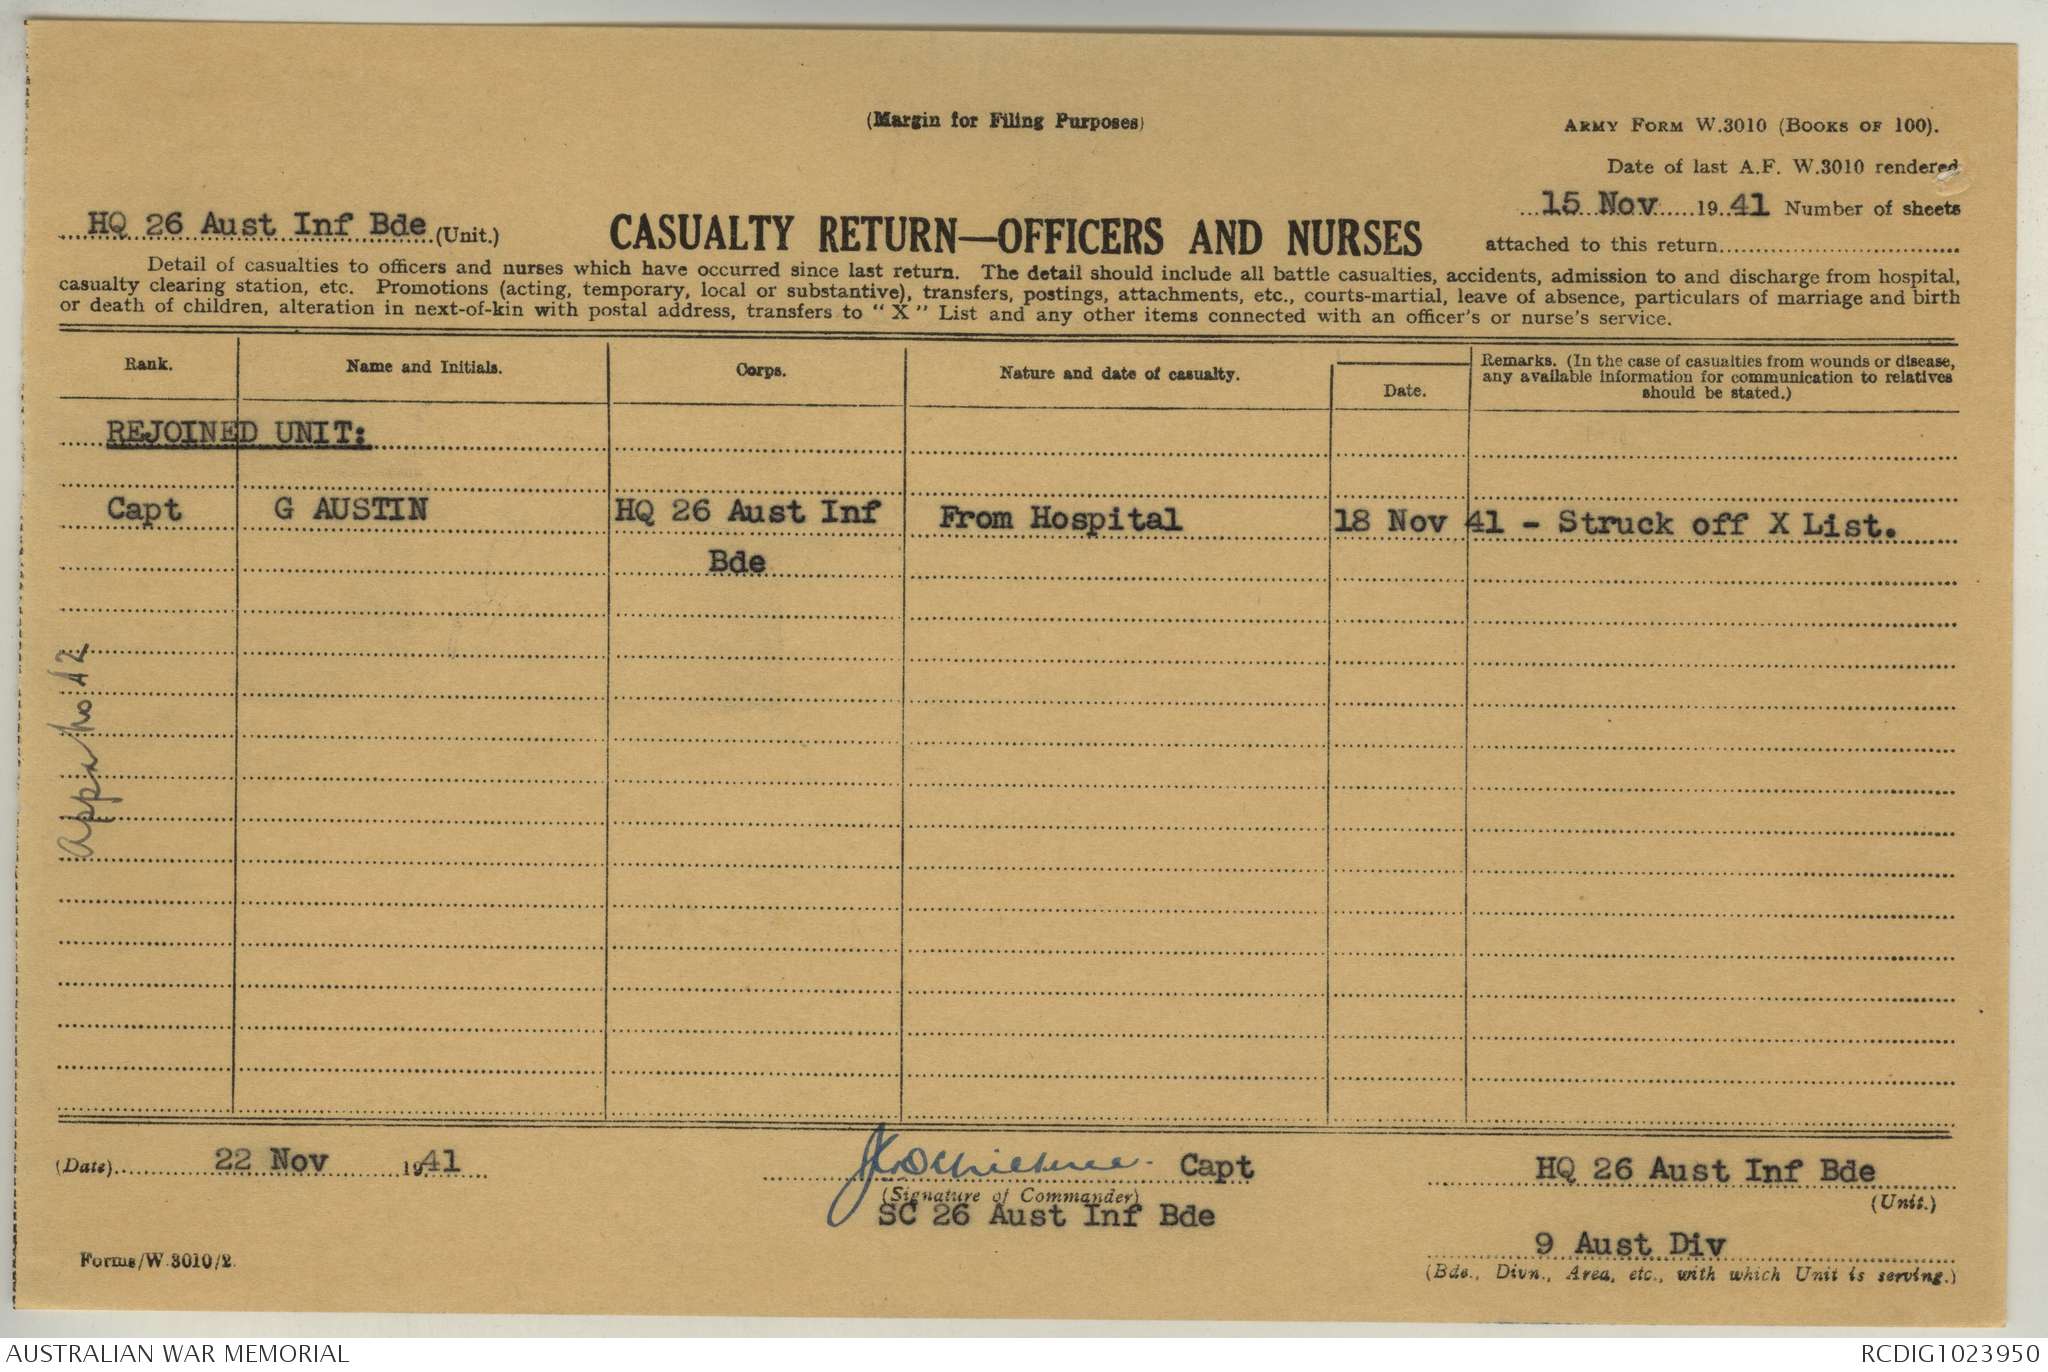 (Margin for Filing Purposes)
ARMY FORM W.3010 (BOOKS OF 100).
Date of last A.F. W.3010 rendered
15 Nov 1941 Number of sheets
attached to this return
HQ 26 Aust Inf Bde (Unit.)
CASUALTY RETURN—OFFICERS AND NURSES
Detail of casualties to officers and nurses which have occurred since last return. The detail should include all battle casualties, accidents, admission to and discharge from hospital,
casualty clearing station, etc. Promotions (acting, temporary, local or substantive), transfers, postings, attachments, etc., courts-martial, leave of absence, particulars of marriage and birth
or death of children, alteration in next-of-kin with postal address, transfers to "X" List and any other items connected with an officer's or nurse's service.
Rank. Name and Initials. Corps. Nature and date of casualty. Date. Remarks. (In the case of casualties from wounds or disease,
any available information for communication to relatives
should be stated.)
REJOINED UNIT:
Capt G AUSTIN HQ 26 Aust Inf From Hospital 18 Nov 41 - Struck off X List.
Bde
(Date) 22 Nov 1941
Capt
(Signature of Commander)
SC 26 Aust Inf Bde
HQ 26 Aust Inf Bde
(Unit.)
9 Aust Div
(Bde., Divn., Area, etc., with which Unit is serving.)
Forms/W.3010/2.
AUSTRALIAN WAR MEMORIAL
RCDIG1023950